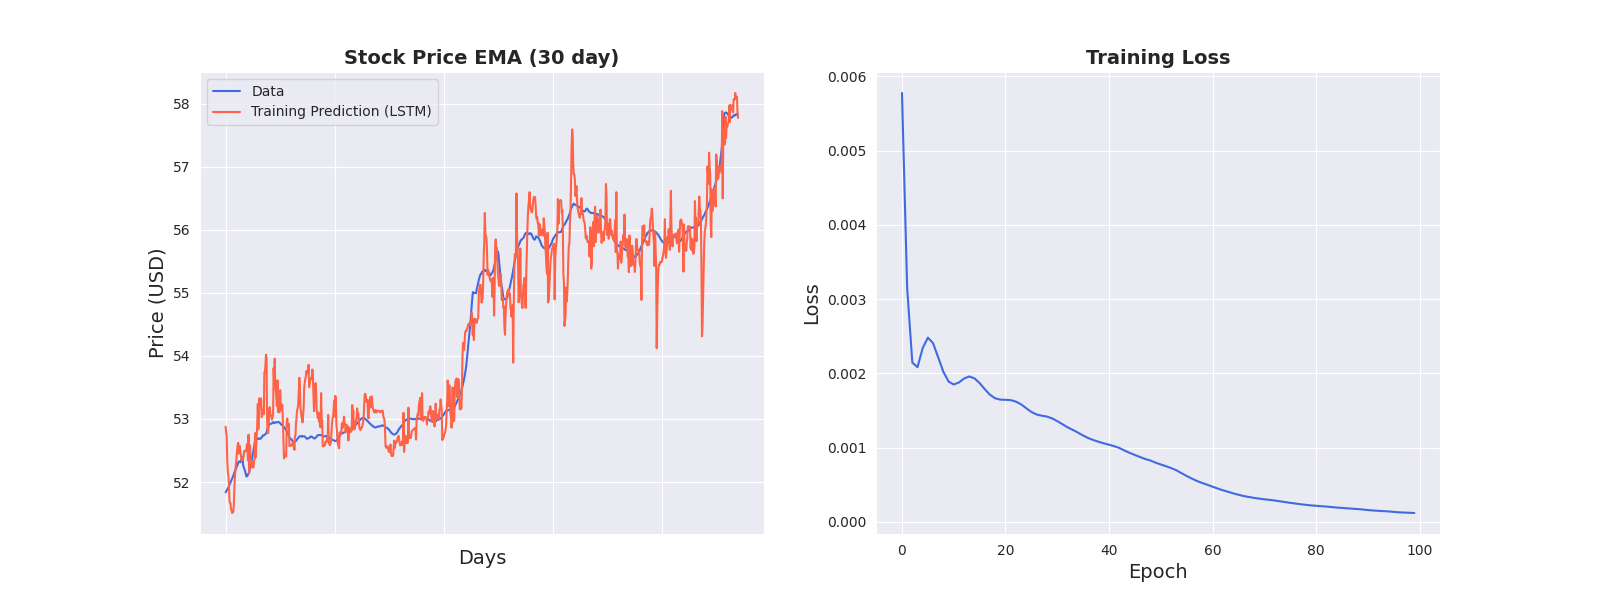 Stock Price EMA (30 day)
Data
Training Prediction (LSTM)
58
57
56
55
54
53
52
Price (USD)
Days
Training Loss
0.006
0.005
0.004
0.003
0.002
0.001
0.000
Loss
0 20 40 60 80 100
Epoch